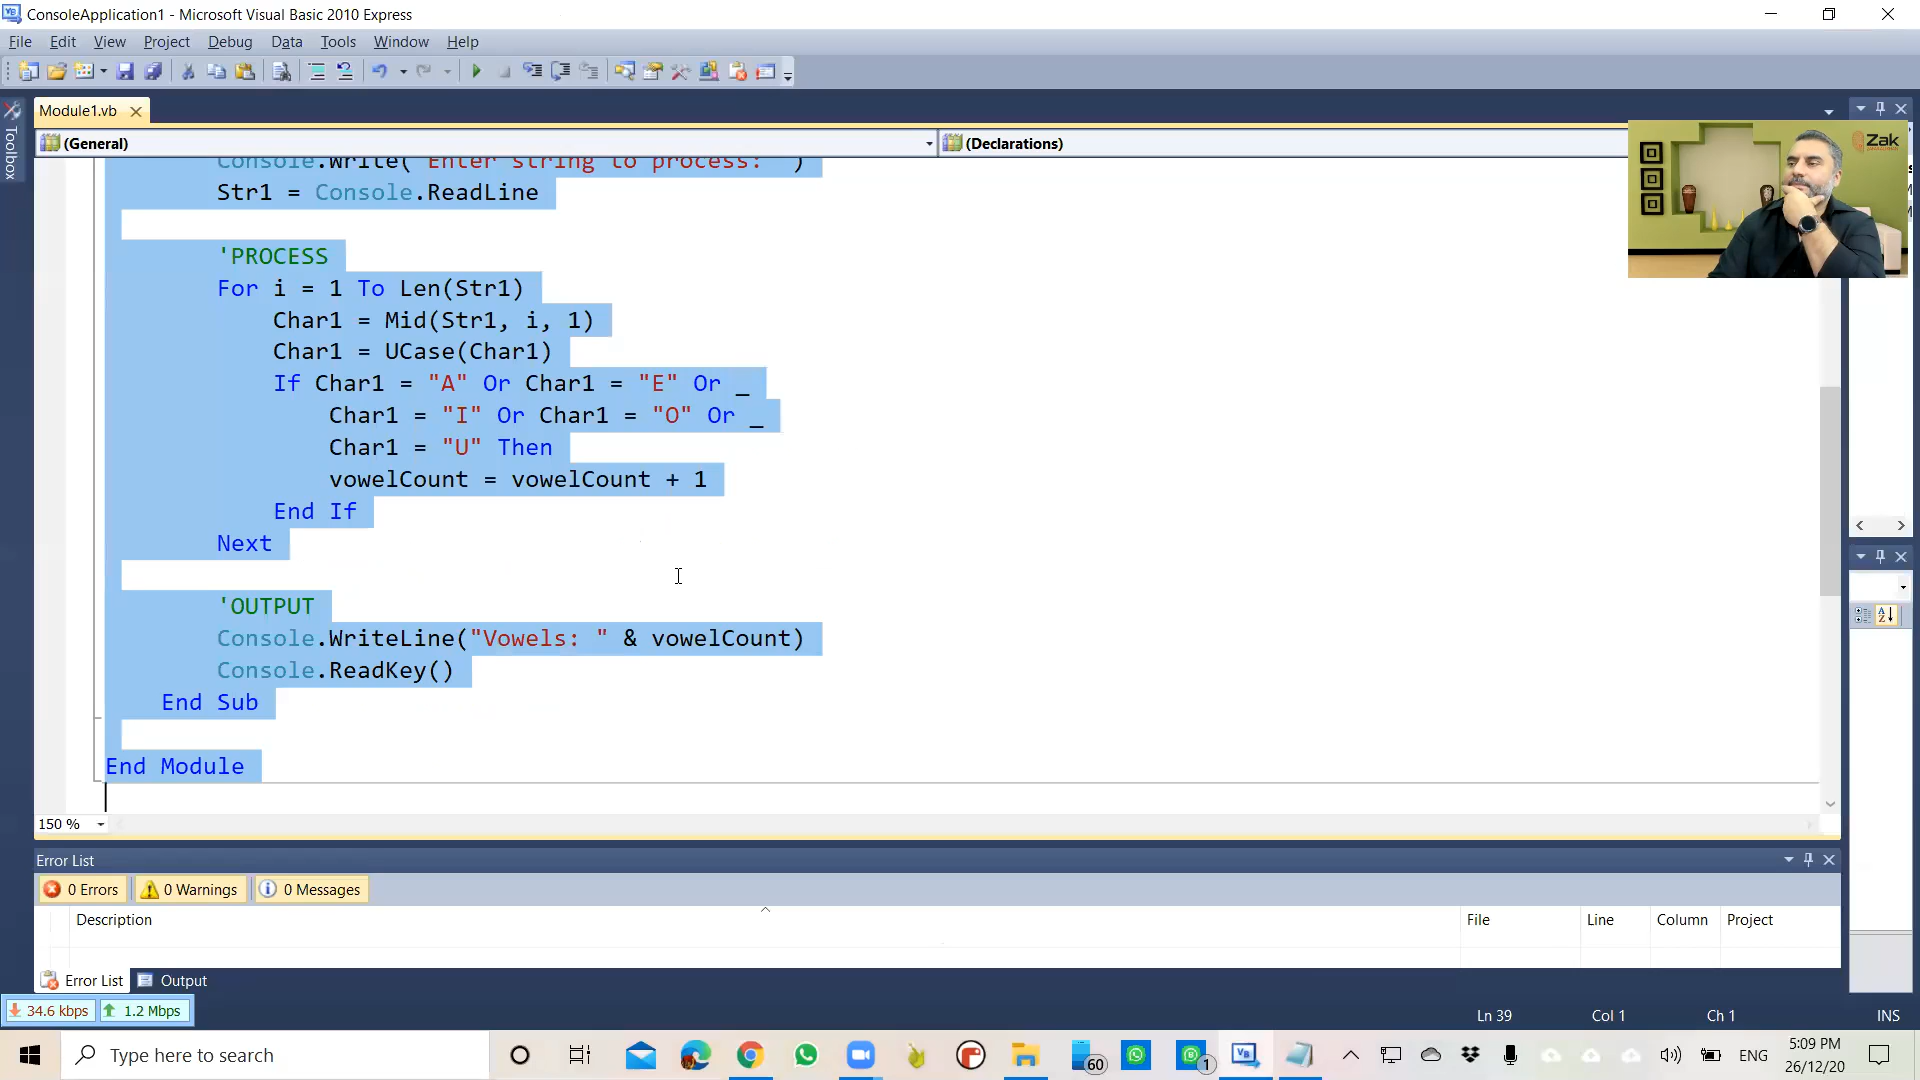 ConsoleApplication1 - Microsoft Visual Basic 2010 Express
File Edit View Project Debug Data Tools Window Help
Module1.vb
Toolbox
(General) (Declarations)
Zak
Console.Write("Enter string to process: ")
Str1 = Console.ReadLine
'PROCESS
For i = 1 To Len(Str1)
Char1 = Mid(Str1, i, 1)
Char1 = UCase(Char1)
If Char1 = "A" Or Char1 = "E" Or _
Char1 = "I" Or Char1 = "O" Or _
Char1 = "U" Then
vowelCount = vowelCount + 1
End If
Next
'OUTPUT
Console.WriteLine("Vowels: " & vowelCount)
Console.ReadKey()
End Sub
End Module
150 %
Error List
0 Errors 0 Warnings 0 Messages
Description File Line Column Project
Error List Output
34.6 kbps 1.2 Mbps
Ln 39 Col 1 Ch 1 INS
Type here to search
60
1
ENG
5:09 PM
26/12/20